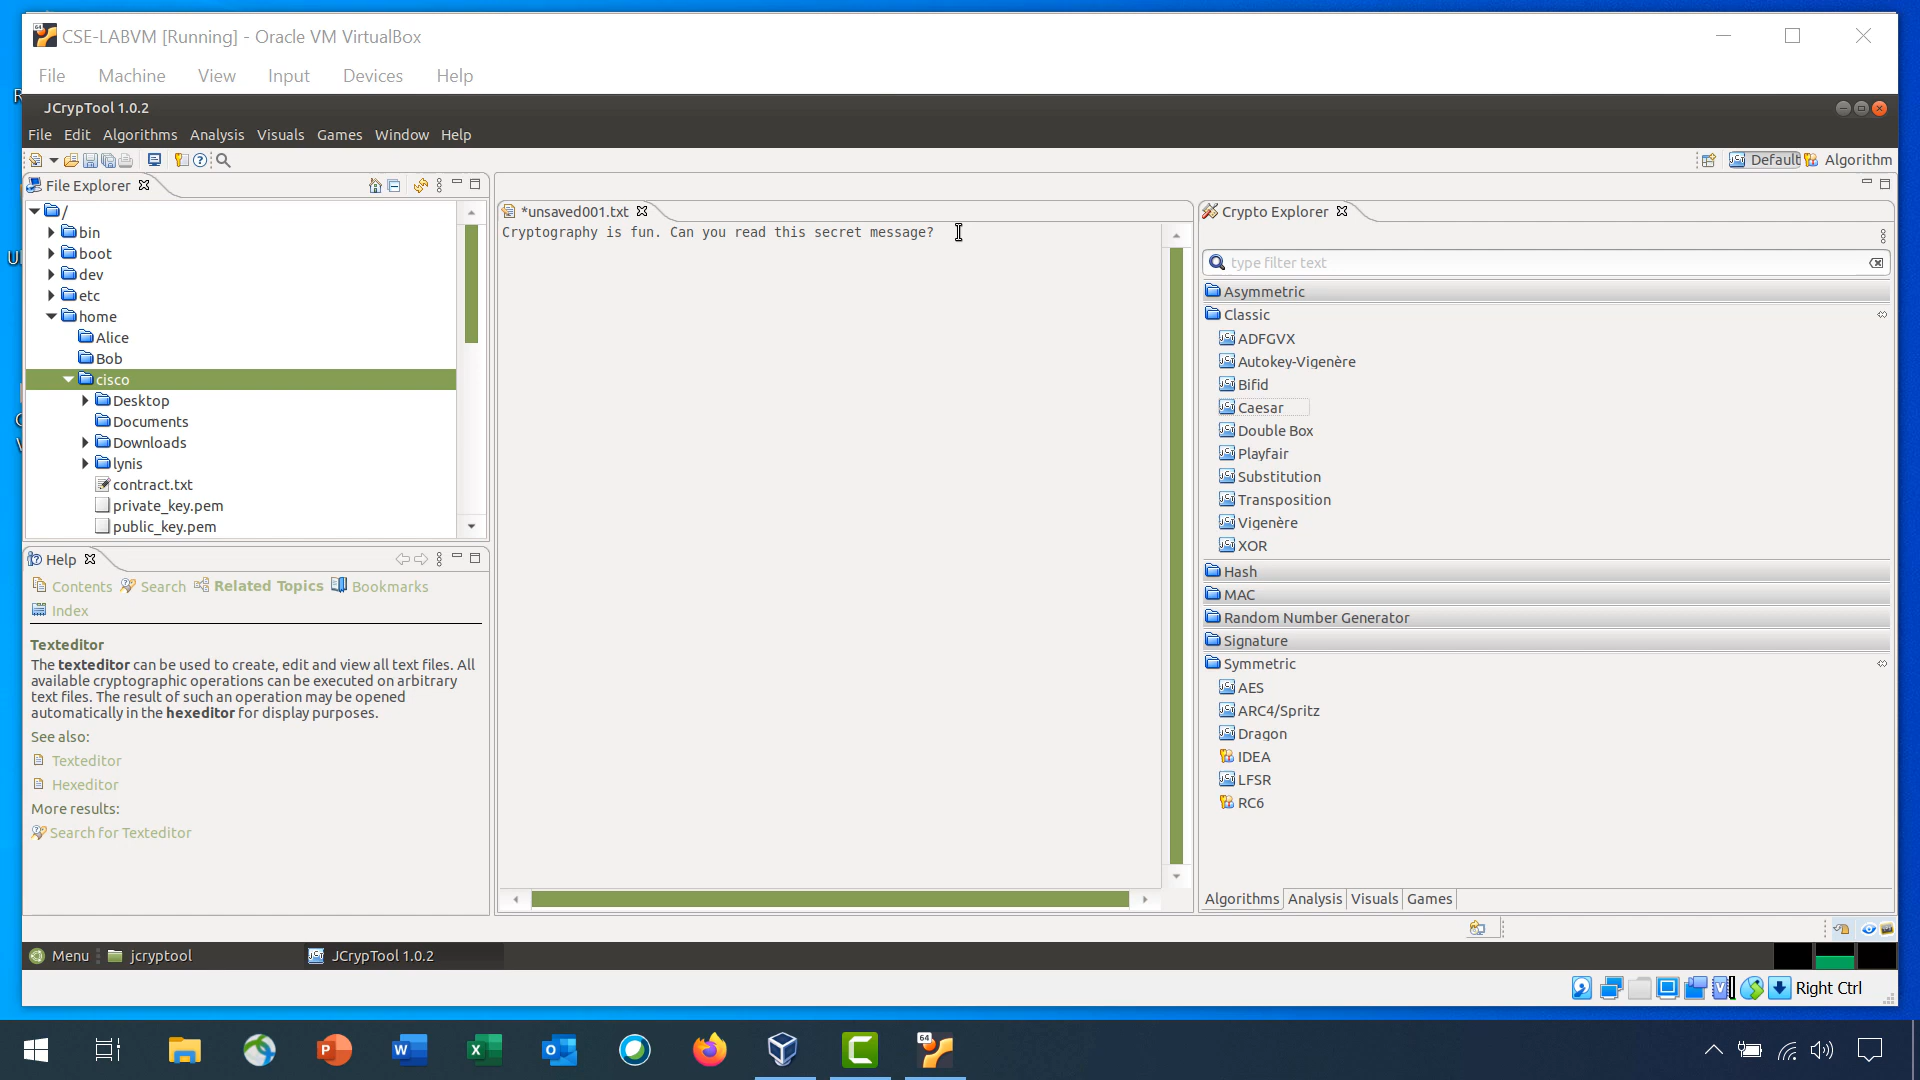 CSE-LABVM [Running] - Oracle VM VirtualBox
File Machine View Input Devices Help
JCrypTool 1.0.2
File Edit Algorithms Analysis Visuals Games Window Help
Default Algorithm
File Explorer
/
bin
boot
dev
etc
home
Alice
Bob
cisco
Desktop
Documents
Downloads
lynis
contract.txt
private_key.pem
public_key.pem
Help
Contents Search Related Topics Bookmarks
Index
Texteditor
The texteditor can be used to create, edit and view all text files. All
available cryptographic operations can be executed on arbitrary
text files. The result of such an operation may be opened
automatically in the hexeditor for display purposes.
See also:
Texteditor
Hexeditor
More results:
Search for Texteditor
*unsaved001.txt
Cryptography is fun. Can you read this secret message?
Crypto Explorer
type filter text
Asymmetric
Classic
ADFGVX
Autokey-Vigenère
Bifid
Caesar
Double Box
Playfair
Substitution
Transposition
Vigenère
XOR
Hash
MAC
Random Number Generator
Signature
Symmetric
AES
ARC4/Spritz
Dragon
IDEA
LFSR
RC6
Algorithms Analysis Visuals Games
Menu jcryptool JCrypTool 1.0.2
Right Ctrl
64